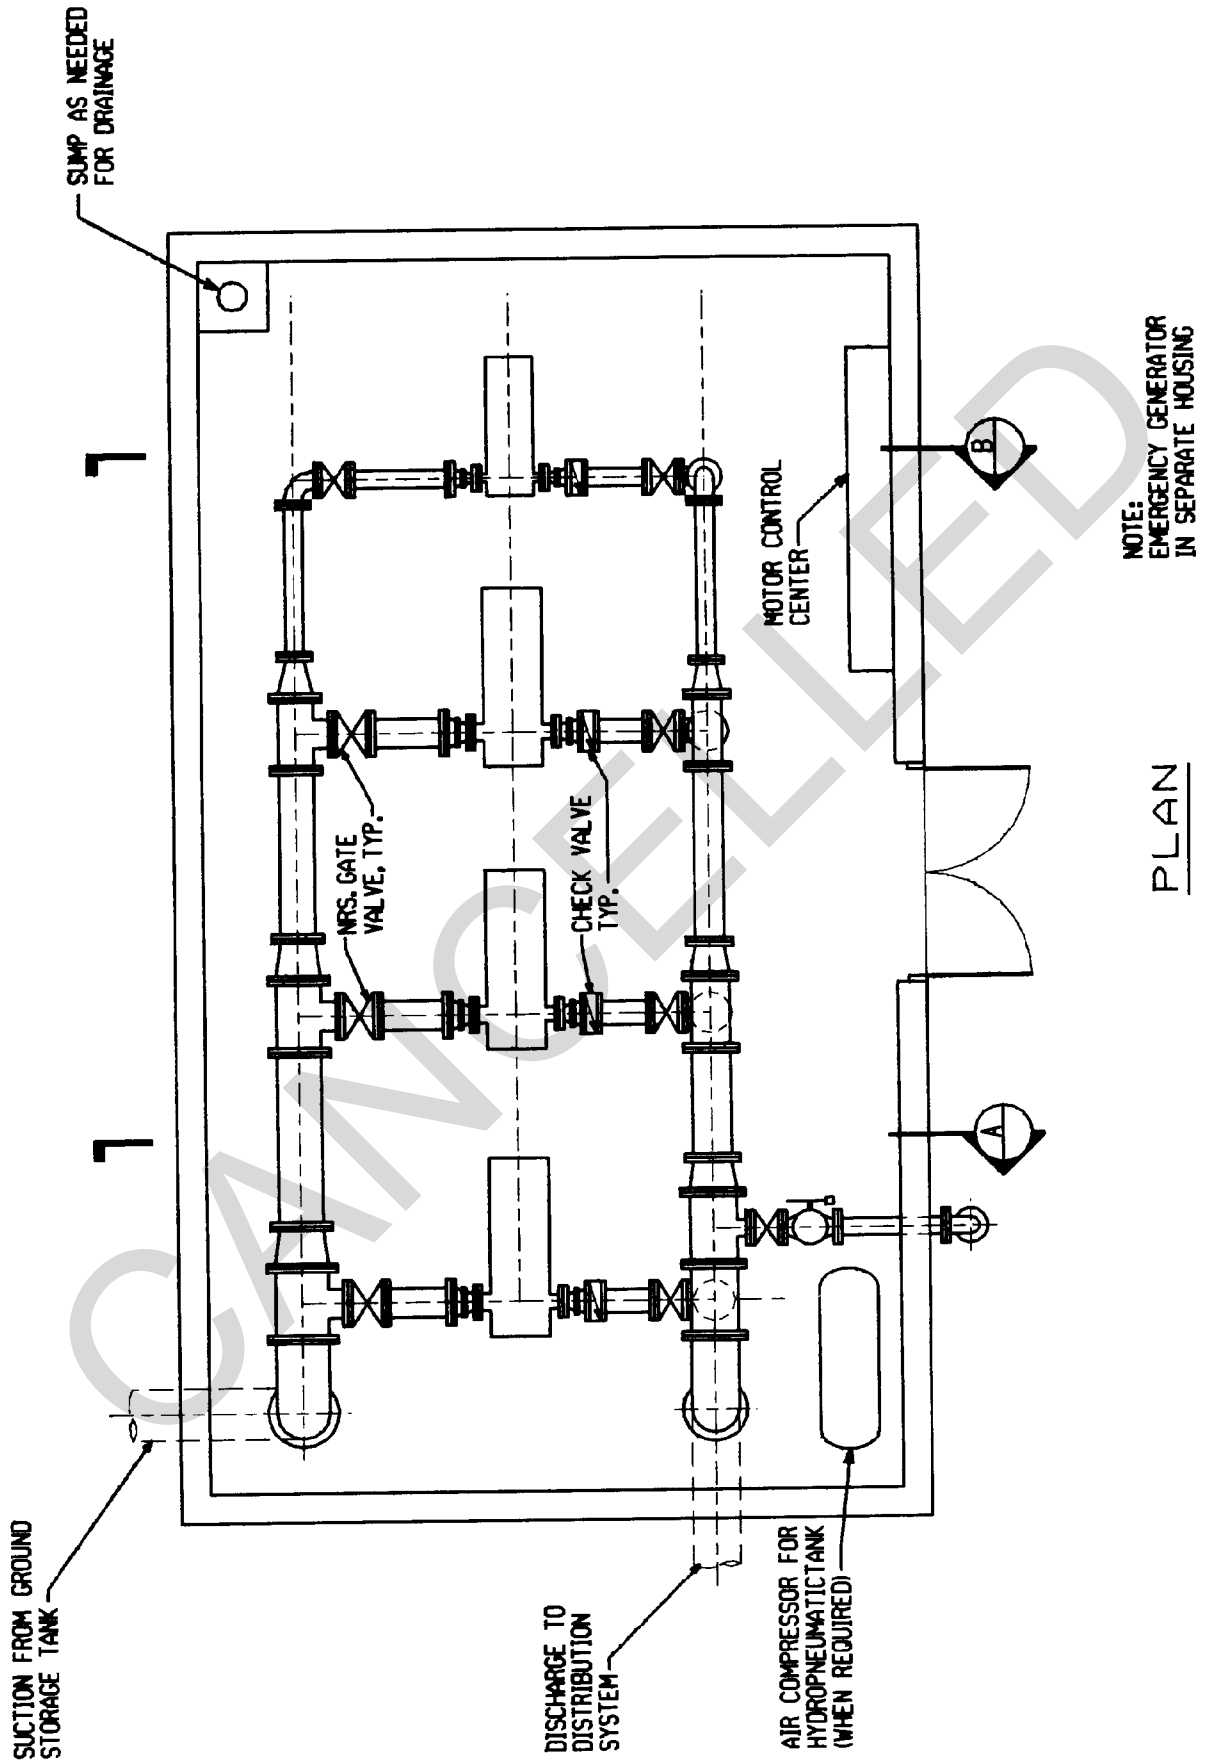 SUMP AS NEEDED
FOR DRAINAGE
SUCTION FROM GROUND
STORAGE TANK
NRS. GATE
VALVE, TYP.
CHECK VALVE
TYP.
MOTOR CONTROL
CENTER
DISCHARGE TO
DISTRIBUTION
SYSTEM
AIR COMPRESSOR FOR
HYDROPNEUMATICTANK
(WHEN REQUIRED)
A
B
NOTE:
EMERGENCY GENERATOR
IN SEPARATE HOUSING
PLAN
CANCELLED